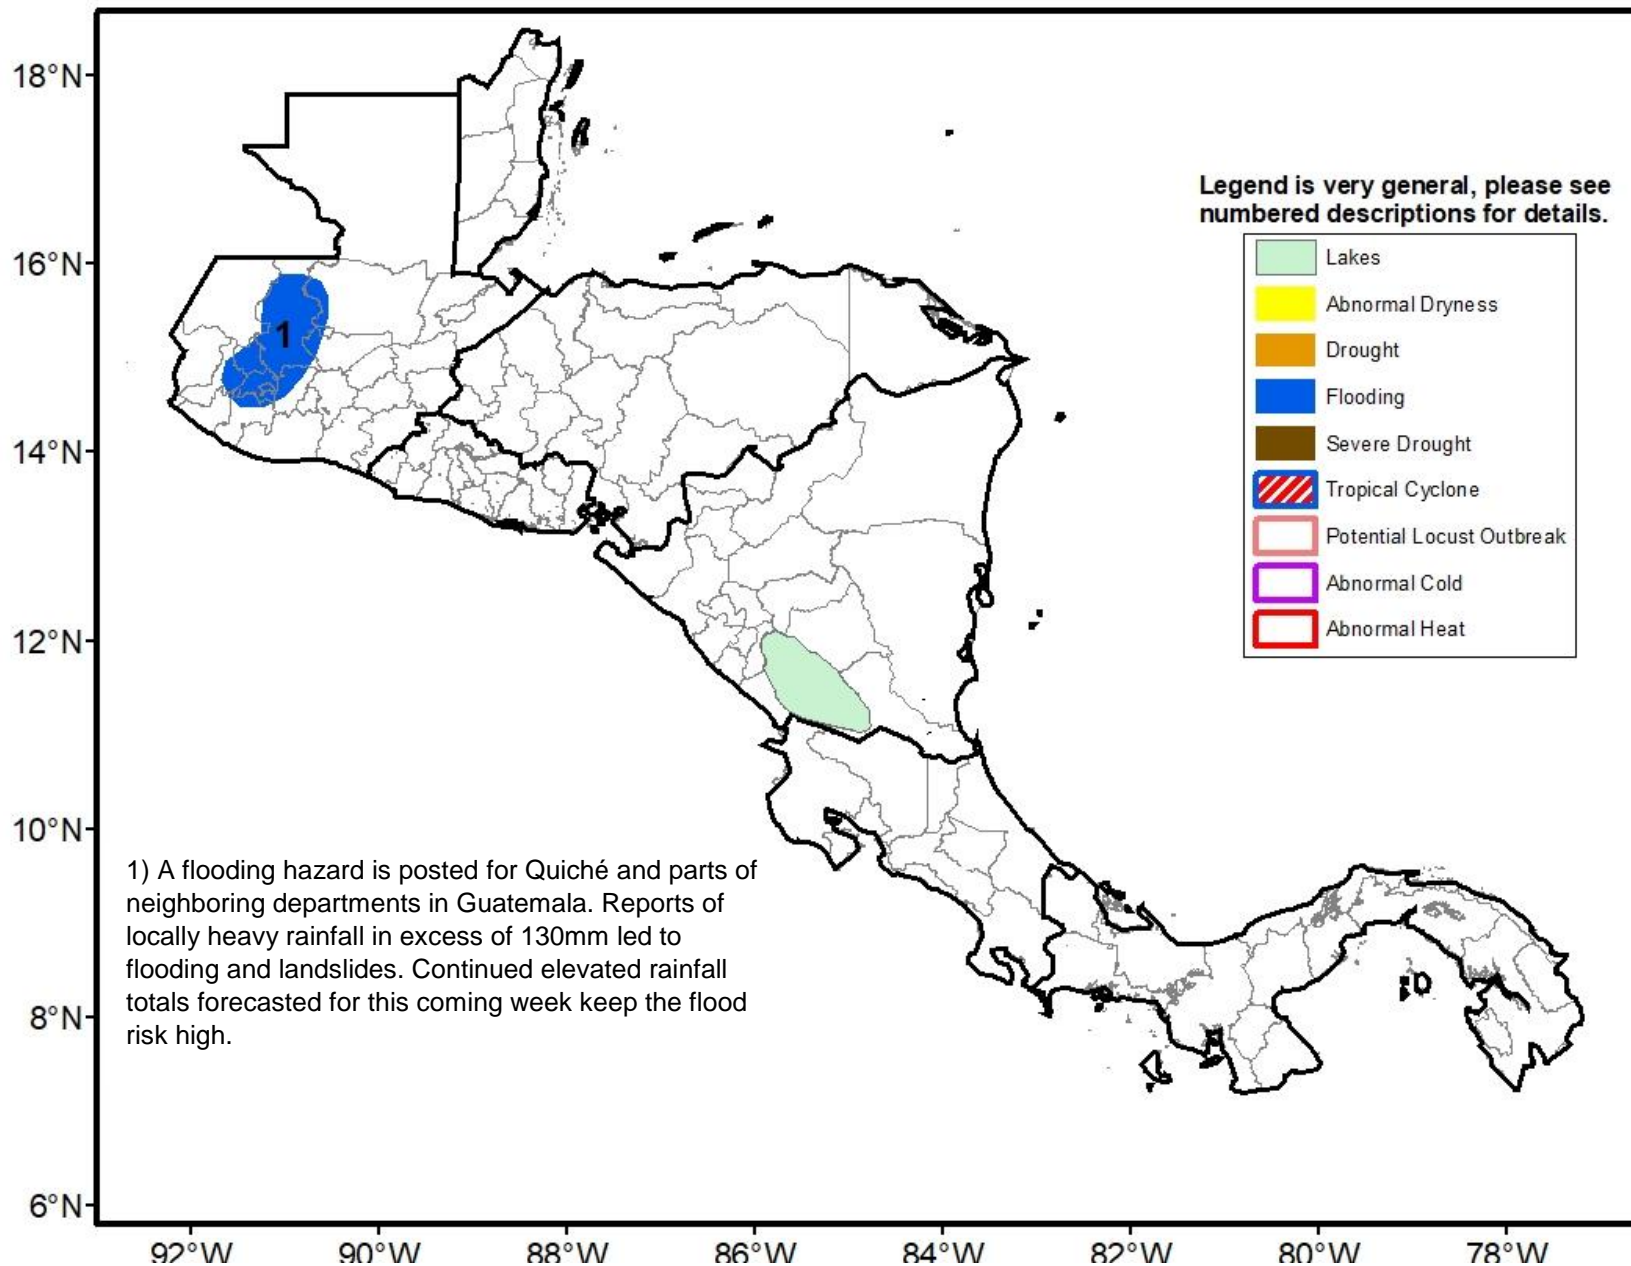 18°N
16°N
14°N
12°N
10°N
8°N
6°N
Legend is very general, please see
numbered descriptions for details.
Lakes
Abnormal Dryness
Drought
Flooding
Severe Drought
Tropical Cyclone
Potential Locust Outbreak
Abnormal Cold
Abnormal Heat
1
1) A flooding hazard is posted for Quiché and parts of
neighboring departments in Guatemala. Reports of
locally heavy rainfall in excess of 130mm led to
flooding and landslides. Continued elevated rainfall
totals forecasted for this coming week keep the flood
risk high.
92°W 90°W 88°W 86°W 84°W 82°W 80°W 78°W